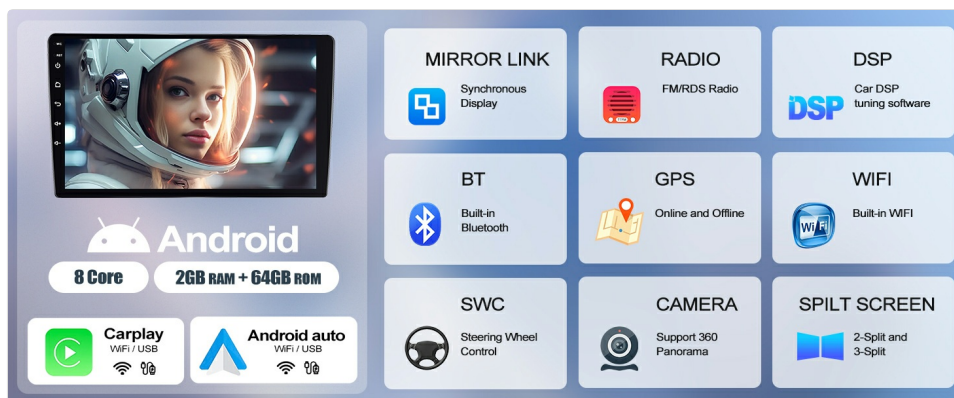 Android
8 Core
2GB RAM + 64GB ROM
Carplay
WiFi / USB
Android auto
WiFi / USB
MIRROR LINK
Synchronous
Display
RADIO
FM/RDS Radio
DSP
DSP
Car DSP
tuning software
BT
Built-in
Bluetooth
GPS
Online and Offline
WIFI
Wi Fi
Built-in WIFI
SWC
Steering Wheel
Control
CAMERA
Support 360
Panorama
SPILT SCREEN
2-Split and
3-Split